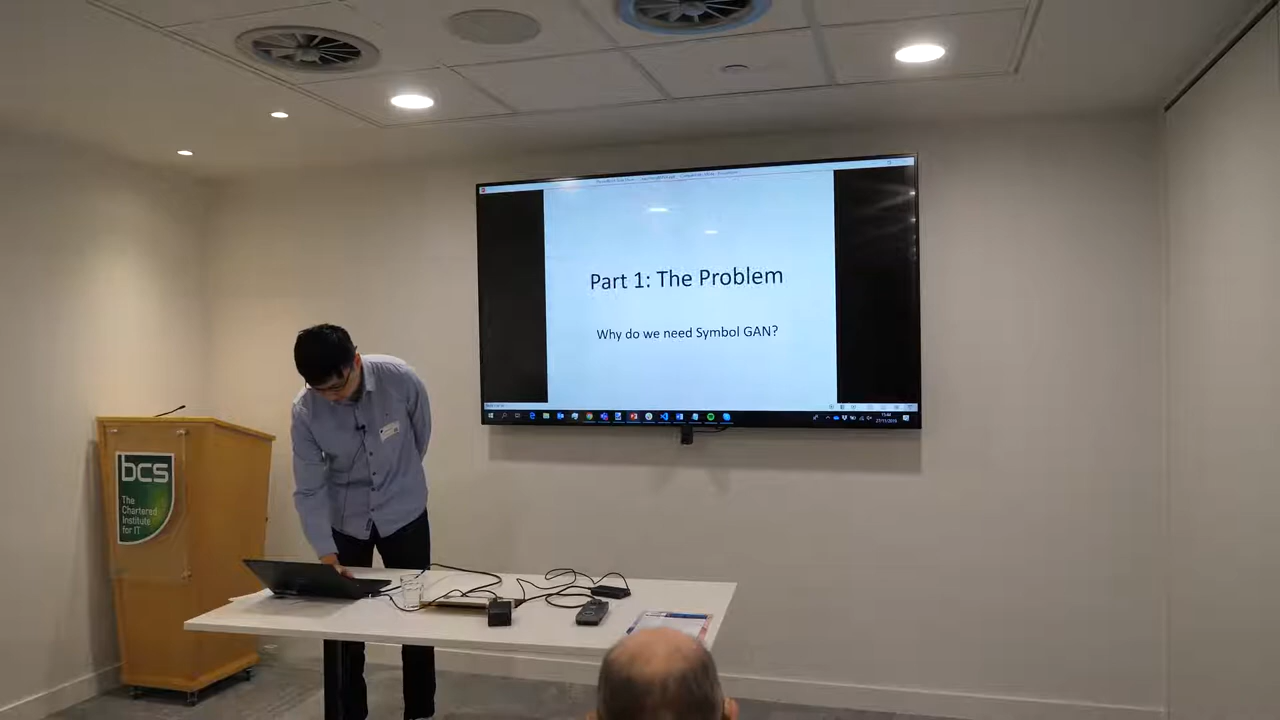 Part 1: The Problem
Why do we need Symbol GAN?
bcs
The
Chartered
Institute
for IT